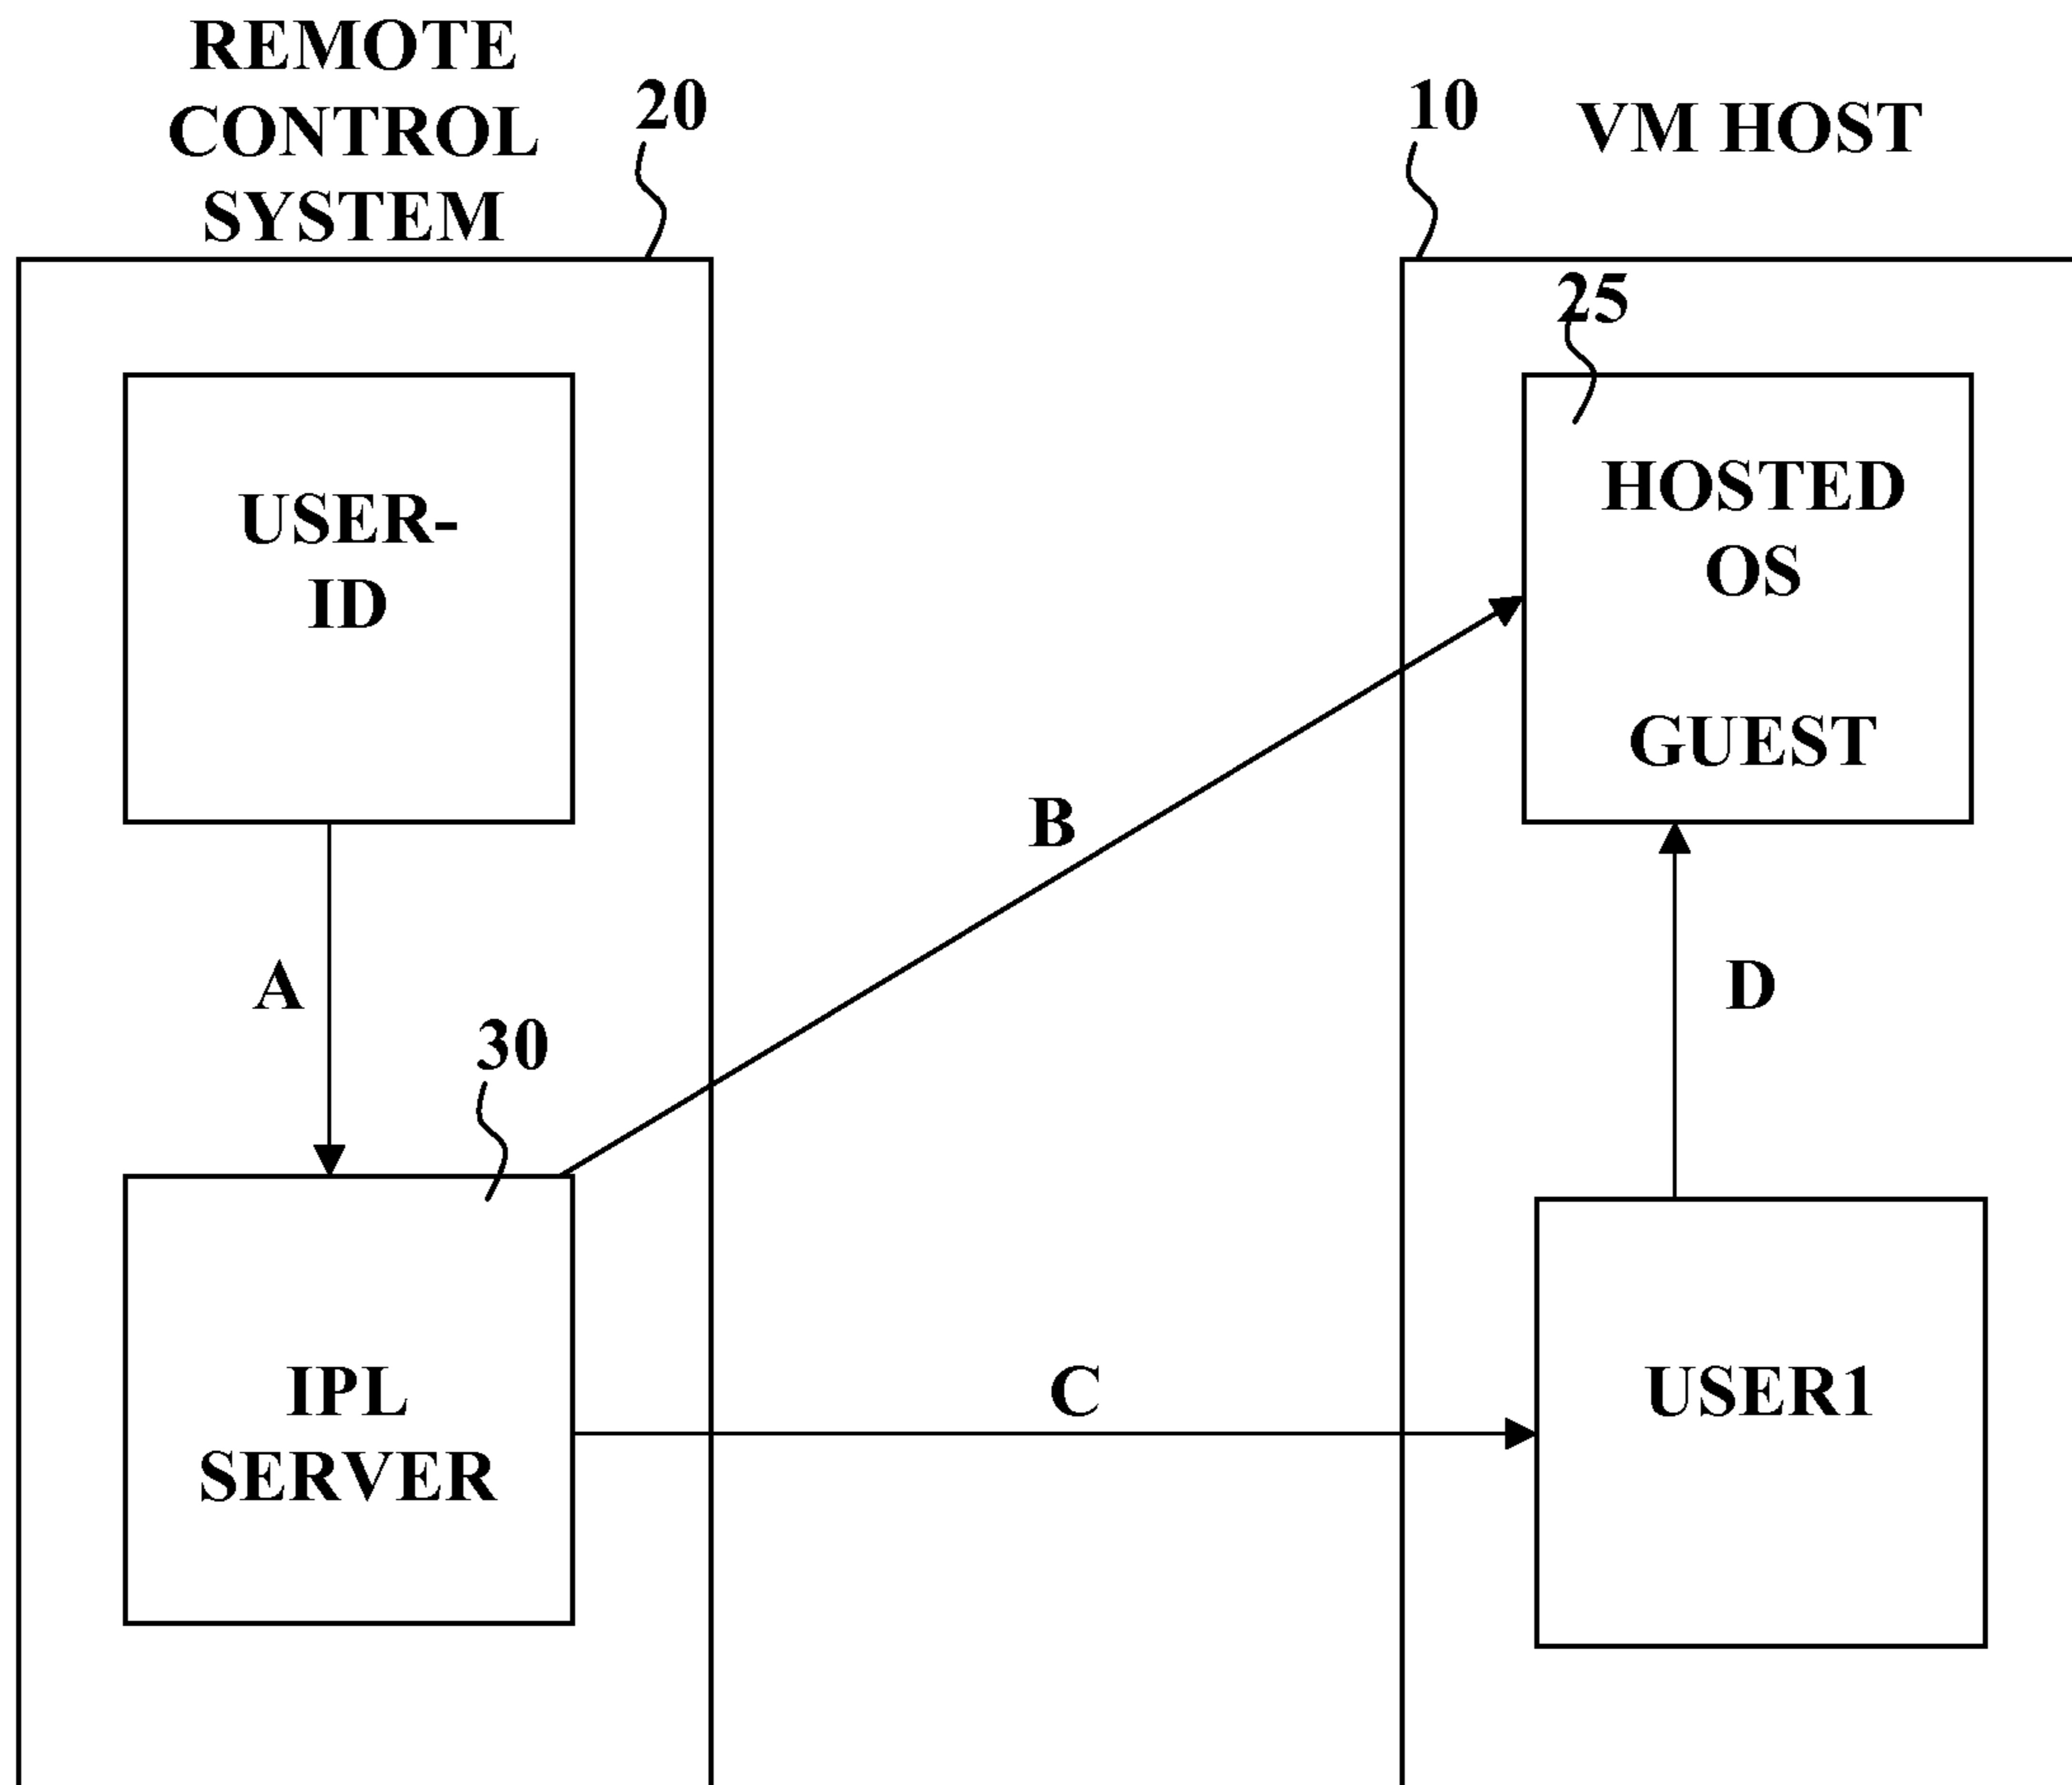 REMOTE
CONTROL
SYSTEM
20
10
VM HOST
25
USER-
ID
HOSTED
OS
GUEST
B
A
D
30
IPL
SERVER
C
USER1